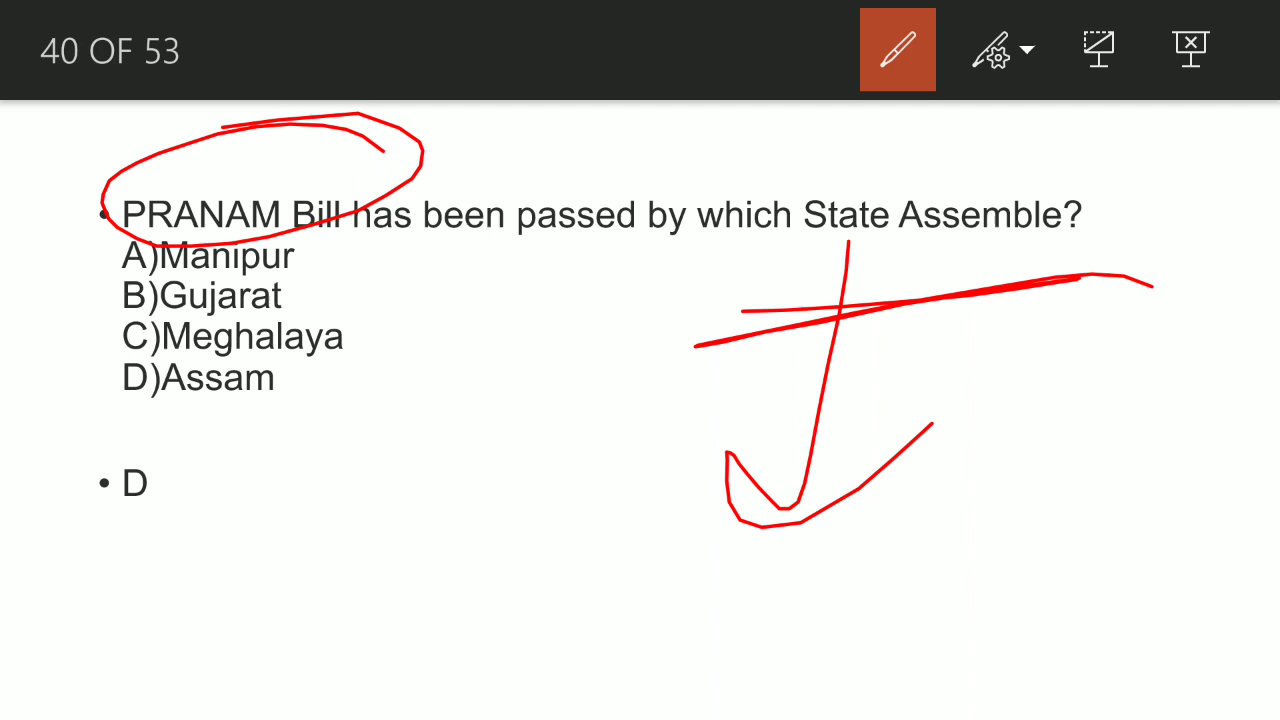 40 OF 53
• PRANAM Bill has been passed by which State Assemble?
A)Manipur
B)Gujarat
C)Meghalaya
D)Assam
• D